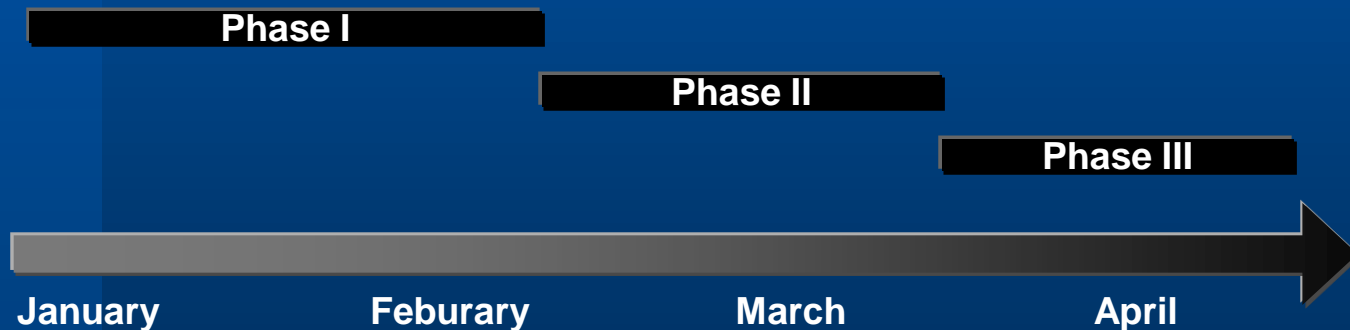 Phase I
Phase II
Phase III
January Feburary March April